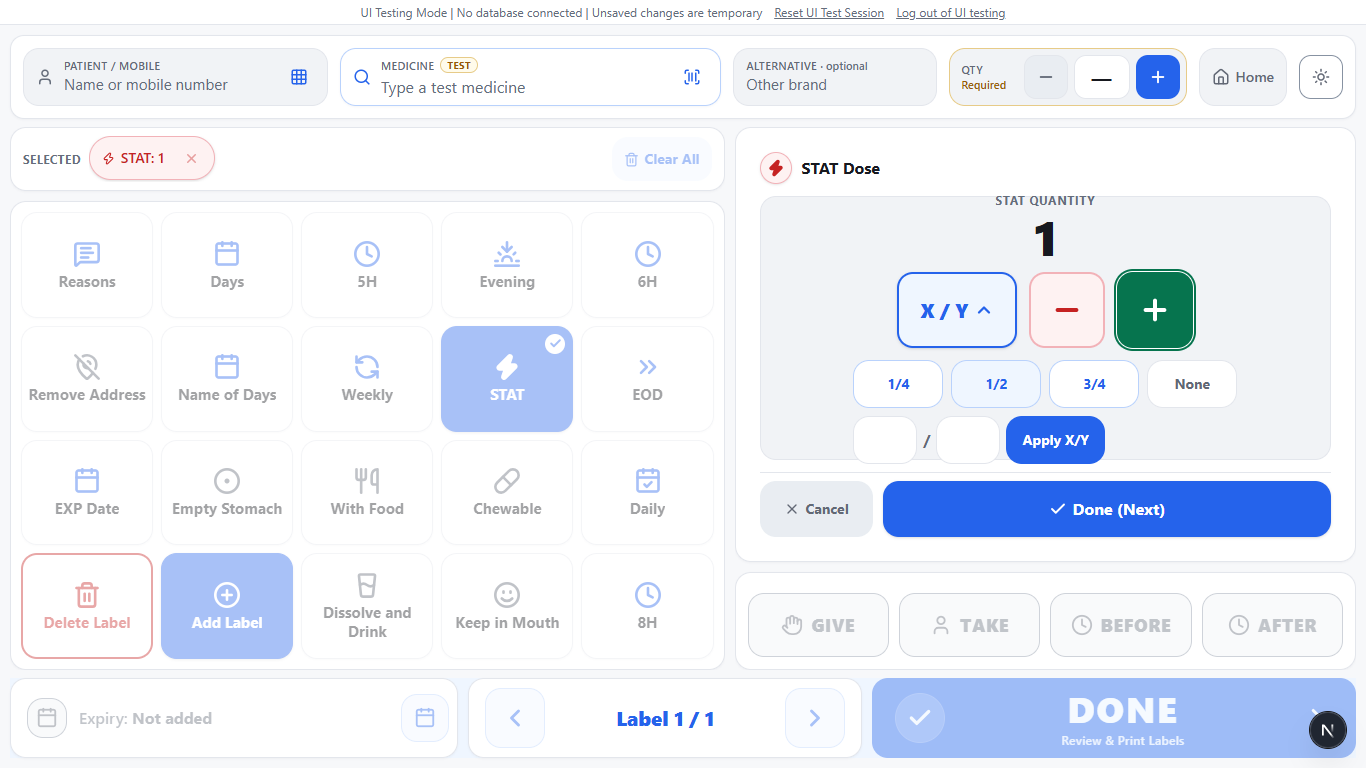 UI Testing Mode | No database connected | Unsaved changes are temporary Reset UI Test Session Log out of UI testing
PATIENT / MOBILE
Name or mobile number
MEDICINE TEST
Type a test medicine
ALTERNATIVE · optional
Other brand
QTY
Required
—
Home
SELECTED
STAT: 1
Clear All
Reasons
Days
5H
Evening
6H
Remove Address
Name of Days
Weekly
STAT
EOD
EXP Date
Empty Stomach
With Food
Chewable
Daily
Delete Label
Add Label
Dissolve and
Drink
Keep in Mouth
8H
STAT Dose
STAT QUANTITY
1
X / Y
1/4
1/2
3/4
None
/
Apply X/Y
Cancel
Done (Next)
GIVE
TAKE
BEFORE
AFTER
Expiry: Not added
Label 1 / 1
DONE
Review & Print Labels
N